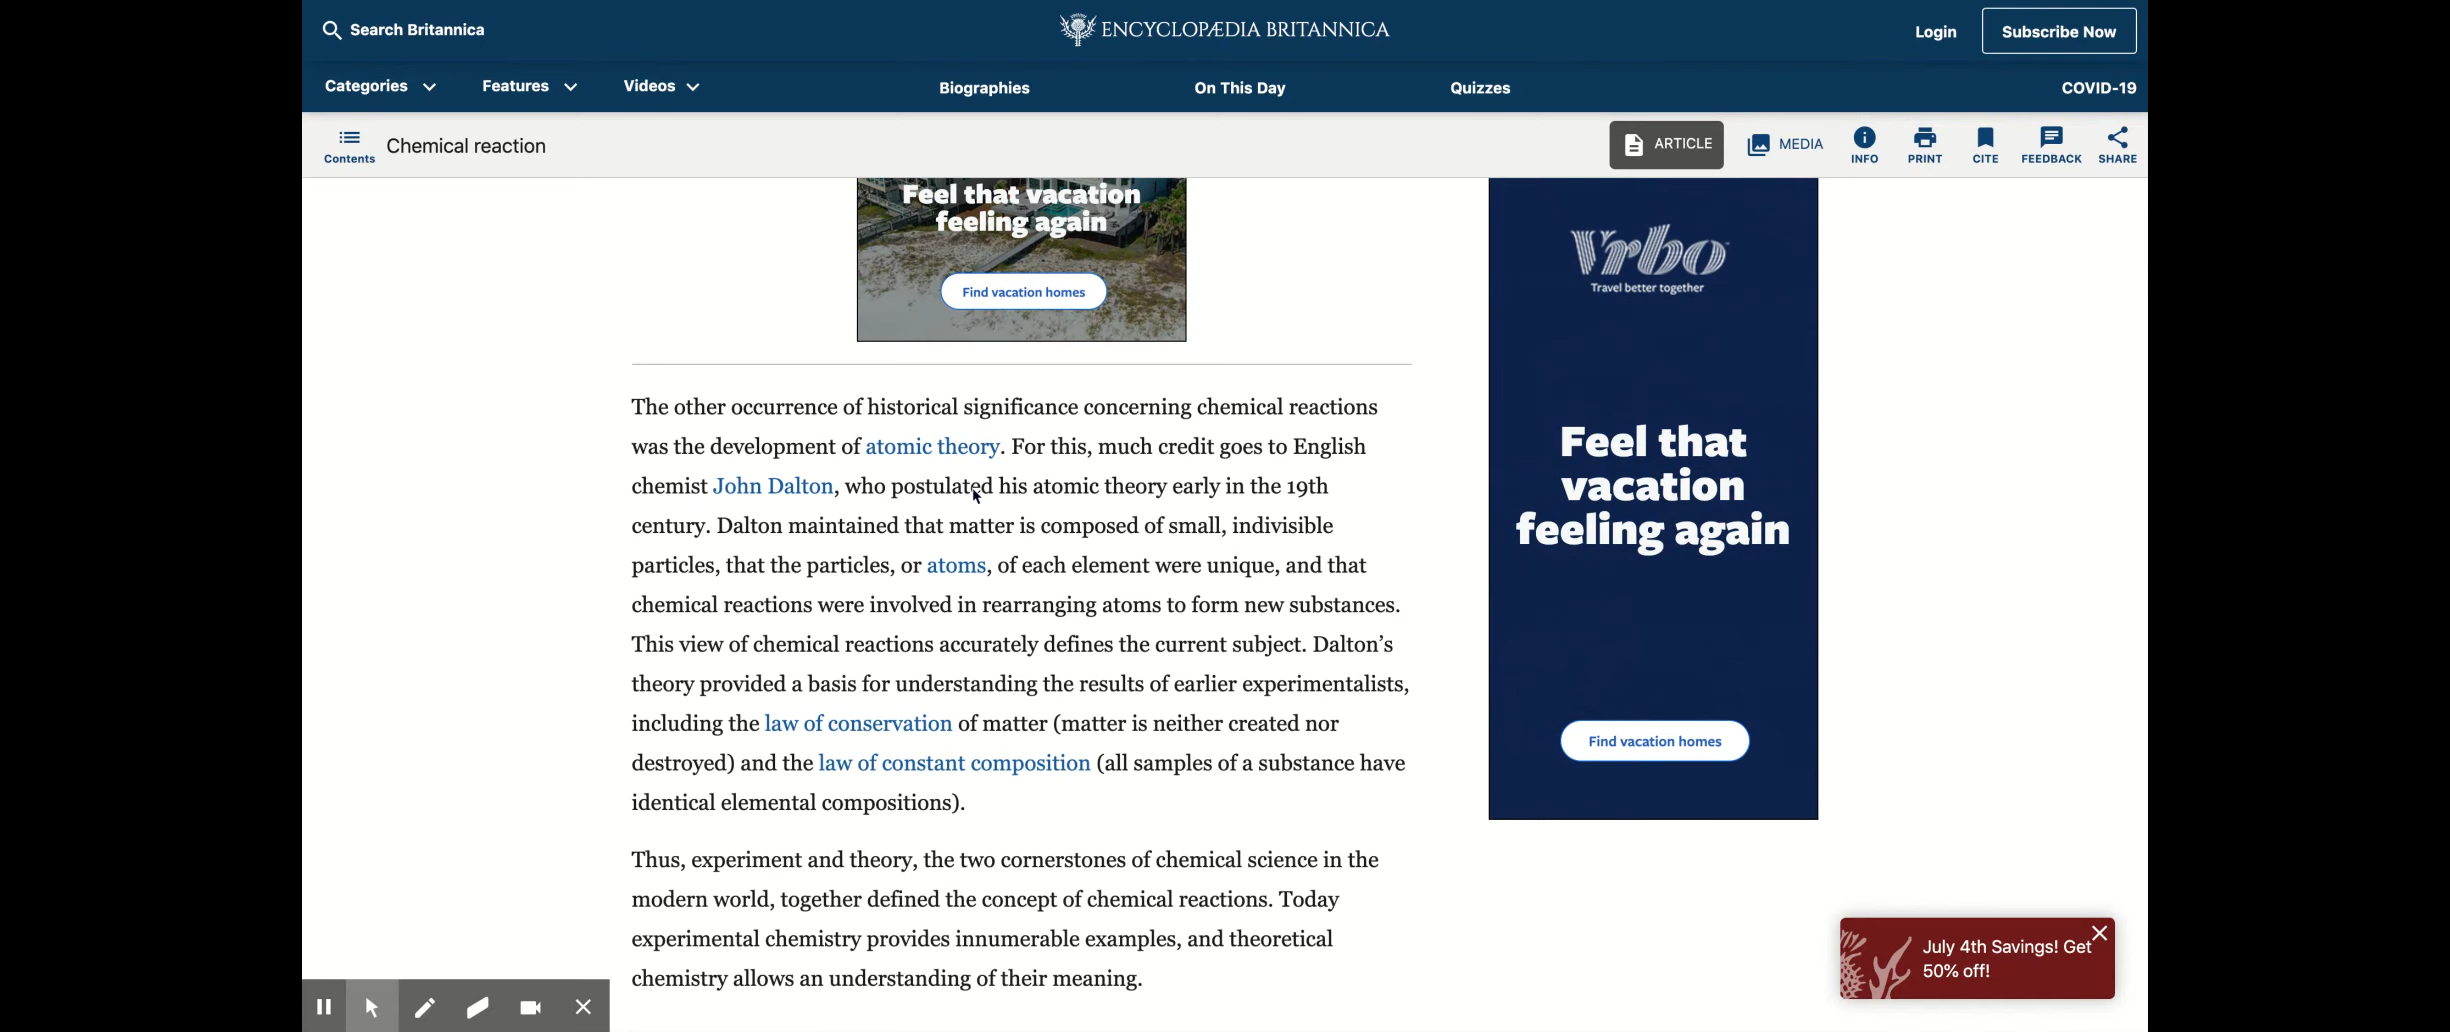 Search Britannica
ENCYCLOPÆDIA BRITANNICA
Login
Subscribe Now
Categories
Features
Videos
Biographies
On This Day
Quizzes
COVID-19
Contents
Chemical reaction
ARTICLE
MEDIA
INFO
PRINT
CITE
FEEDBACK
SHARE
Feel that vacation
feeling again
Find vacation homes
The other occurrence of historical significance concerning chemical reactions
was the development of atomic theory. For this, much credit goes to English
chemist John Dalton, who postulated his atomic theory early in the 19th
century. Dalton maintained that matter is composed of small, indivisible
particles, that the particles, or atoms, of each element were unique, and that
chemical reactions were involved in rearranging atoms to form new substances.
This view of chemical reactions accurately defines the current subject. Dalton’s
theory provided a basis for understanding the results of earlier experimentalists,
including the law of conservation of matter (matter is neither created nor
destroyed) and the law of constant composition (all samples of a substance have
identical elemental compositions).
Thus, experiment and theory, the two cornerstones of chemical science in the
modern world, together defined the concept of chemical reactions. Today
experimental chemistry provides innumerable examples, and theoretical
chemistry allows an understanding of their meaning.
Vrbo
Travel better together
Feel that
vacation
feeling again
Find vacation homes
July 4th Savings! Get
50% off!